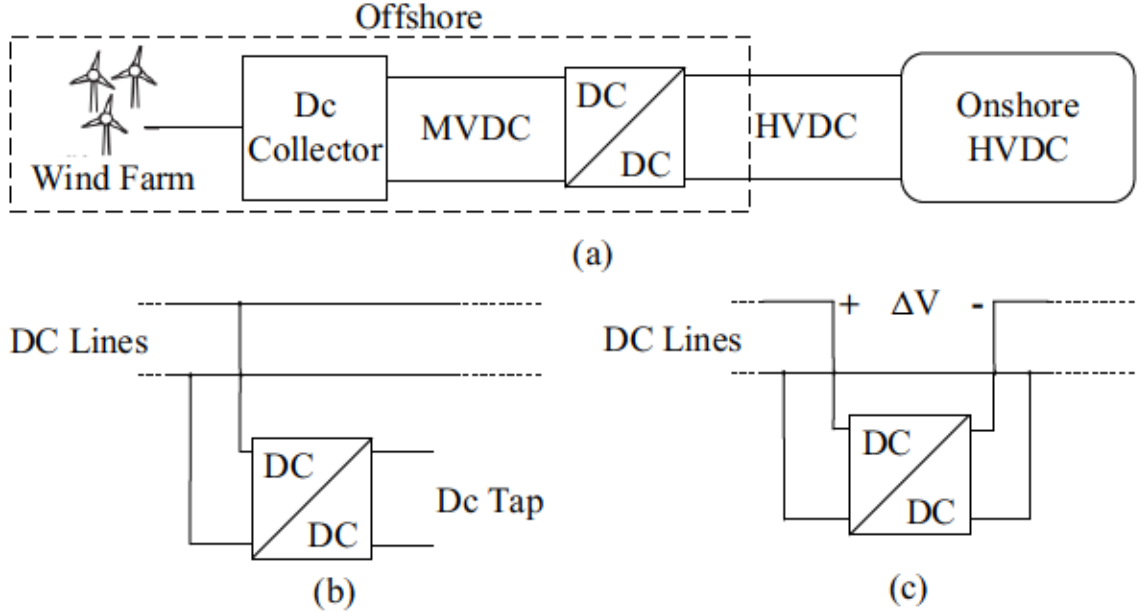 Offshore
Dc
Collector
MVDC
DC
DC
HVDC
Onshore
HVDC
Wind Farm
(a)
DC Lines
DC
DC
Dc Tap
(b)
+ ΔV -
DC Lines
DC
DC
(c)